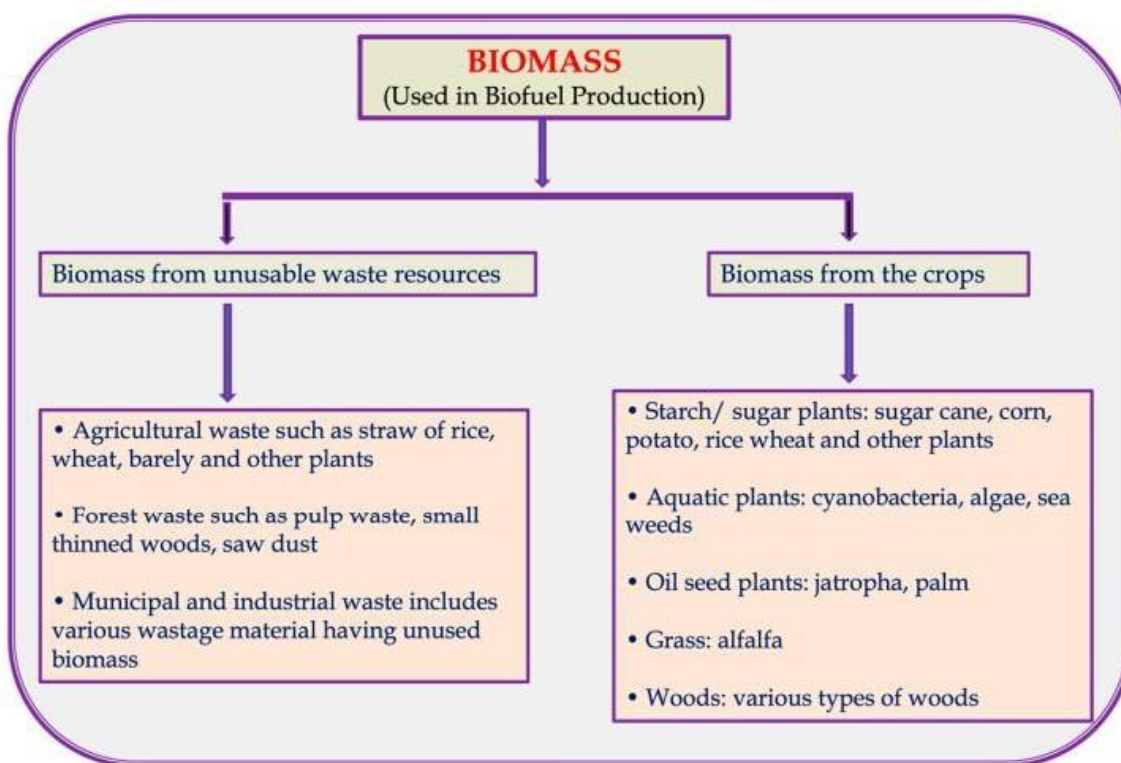 BIOMASS
(Used in Biofuel Production)
Biomass from unusable waste resources
Biomass from the crops
• Agricultural waste such as straw of rice,
wheat, barely and other plants
• Forest waste such as pulp waste, small
thinned woods, saw dust
• Municipal and industrial waste includes
various wastage material having unused
biomass
• Starch/ sugar plants: sugar cane, corn,
potato, rice wheat and other plants
• Aquatic plants: cyanobacteria, algae, sea
weeds
• Oil seed plants: jatropha, palm
• Grass: alfalfa
• Woods: various types of woods